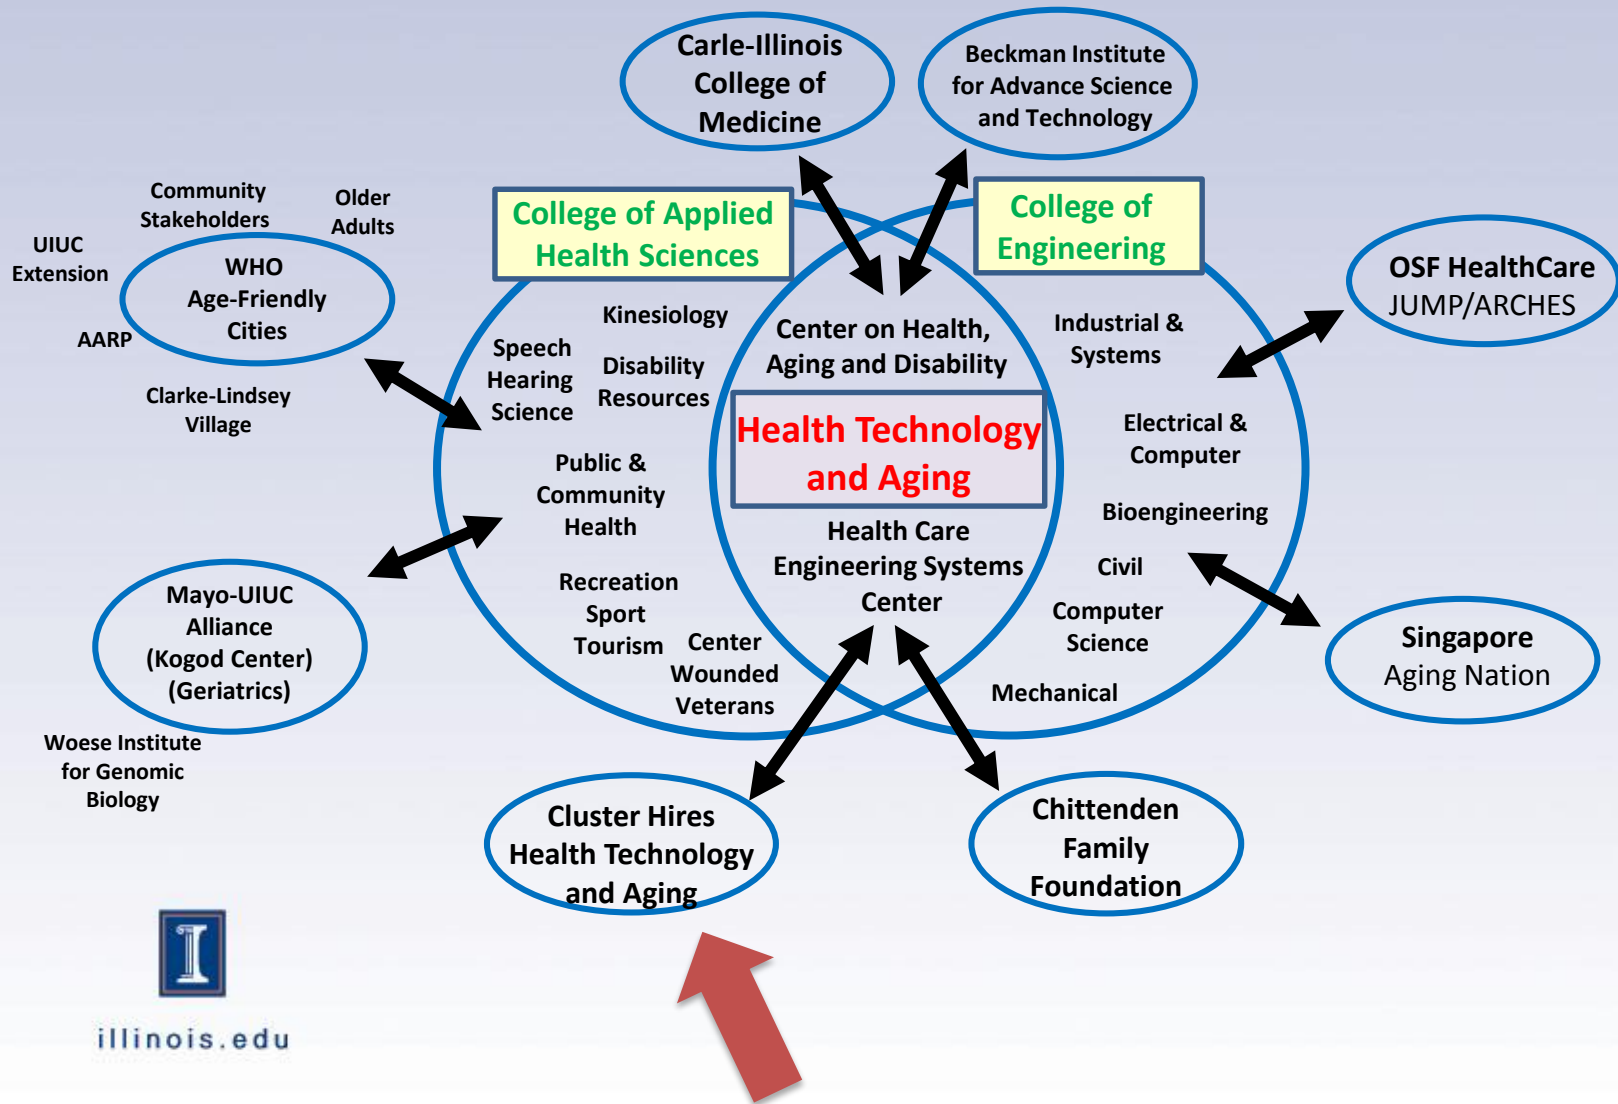 Carle-Illinois
College of
Medicine
Beckman Institute
for Advance Science
and Technology
Community
Stakeholders
Older
Adults
UIUC
Extension
WHO
Age-Friendly
Cities
AARP
Clarke-Lindsey
Village
College of Applied
Health Sciences
College of
Engineering
OSF HealthCare
JUMP/ARCHES
Kinesiology
Speech
Hearing
Science
Disability
Resources
Center on Health,
Aging and Disability
Industrial &
Systems
Health Technology
and Aging
Electrical &
Computer
Public &
Community
Health
Bioengineering
Health Care
Engineering Systems
Center
Civil
Recreation
Sport
Tourism
Computer
Science
Center
Wounded
Veterans
Mechanical
Mayo-UIUC
Alliance
(Kogod Center)
(Geriatrics)
Singapore
Aging Nation
Woese Institute
for Genomic
Biology
Cluster Hires
Health Technology
and Aging
Chittenden
Family
Foundation
I
illinois.edu